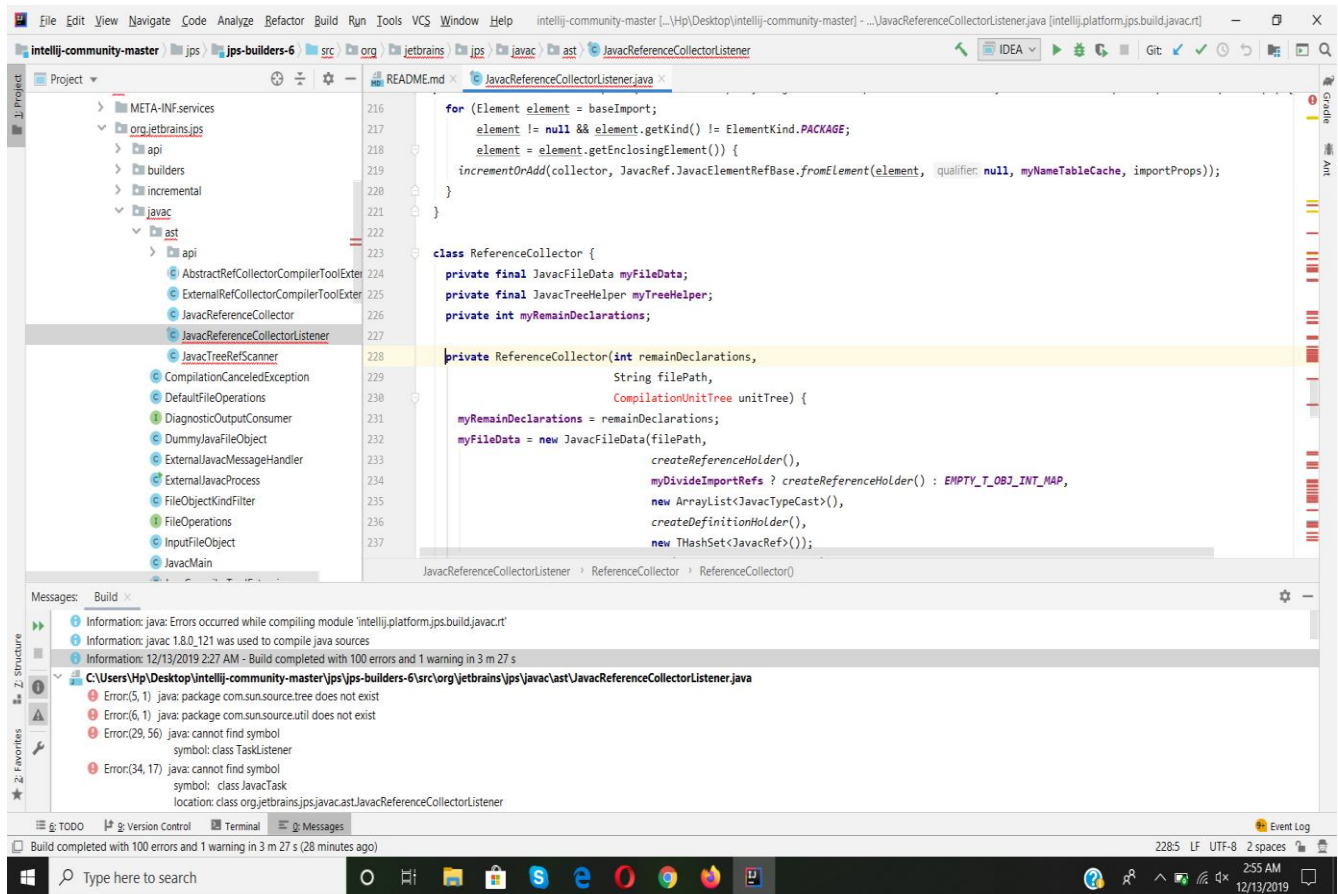 File Edit View Navigate Code Analyze Refactor Build Run Tools VCS Window Help intellij-community-master [...\Hp\Desktop\intellij-community-master] - ...\JavacReferenceCollectorListener.java [intellij.platform.jps.build.javac.rt]
intellij-community-master jps jps-builders-6 src org jetbrains jps javac ast JavacReferenceCollectorListener IDEA Git:
1: Project
Project
README.md JavacReferenceCollectorListener.java
Gradle
Ant
META-INF.services
org.jetbrains.jps
api
builders
incremental
javac
ast
api
AbstractRefCollectorCompilerToolExter
ExternalRefCollectorCompilerToolExter
JavacReferenceCollector
JavacReferenceCollectorListener
JavacTreeRefScanner
CompilationCanceledException
DefaultFileOperations
DiagnosticOutputConsumer
DummyJavaFileObject
ExternalJavacMessageHandler
ExternalJavacProcess
FileObjectKindFilter
FileOperations
InputFileObject
JavacMain
216 for (Element element = baseImport;
217 element != null && element.getKind() != ElementKind.PACKAGE;
218 element = element.getEnclosingElement()) {
219 incrementOrAdd(collector, JavacRef.JavacElementRefBase.fromElement(element, qualifier: null, myNameTableCache, importProps));
220 }
221 }
222
223 class ReferenceCollector {
224 private final JavacFileData myFileData;
225 private final JavacTreeHelper myTreeHelper;
226 private int myRemainDeclarations;
227
228 private ReferenceCollector(int remainDeclarations,
229 String filePath,
230 CompilationUnitTree unitTree) {
231 myRemainDeclarations = remainDeclarations;
232 myFileData = new JavacFileData(filePath,
233 createReferenceHolder(),
234 myDivideImportRefs ? createReferenceHolder() : EMPTY_T_OBJ_INT_MAP,
235 new ArrayList<JavacTypeCast>(),
236 createDefinitionHolder(),
237 new THashSet<JavacRef>());
JavacReferenceCollectorListener › ReferenceCollector › ReferenceCollector()
Messages: Build
Information: java: Errors occurred while compiling module 'intellij.platform.jps.build.javac.rt'
Information: javac 1.8.0_121 was used to compile java sources
Information: 12/13/2019 2:27 AM - Build completed with 100 errors and 1 warning in 3 m 27 s
C:\Users\Hp\Desktop\intellij-community-master\jps\jps-builders-6\src\org\jetbrains\jps\javac\ast\JavacReferenceCollectorListener.java
Error:(5, 1) java: package com.sun.source.tree does not exist
Error:(6, 1) java: package com.sun.source.util does not exist
Error:(29, 56) java: cannot find symbol
symbol: class TaskListener
Error:(34, 17) java: cannot find symbol
symbol: class JavacTask
location: class org.jetbrains.jps.javac.ast.JavacReferenceCollectorListener
Z: Structure
2: Favorites
6: TODO 9: Version Control Terminal 0: Messages 9+ Event Log
Build completed with 100 errors and 1 warning in 3 m 27 s (28 minutes ago) 228:5 LF UTF-8 2 spaces
Type here to search
2:55 AM
12/13/2019